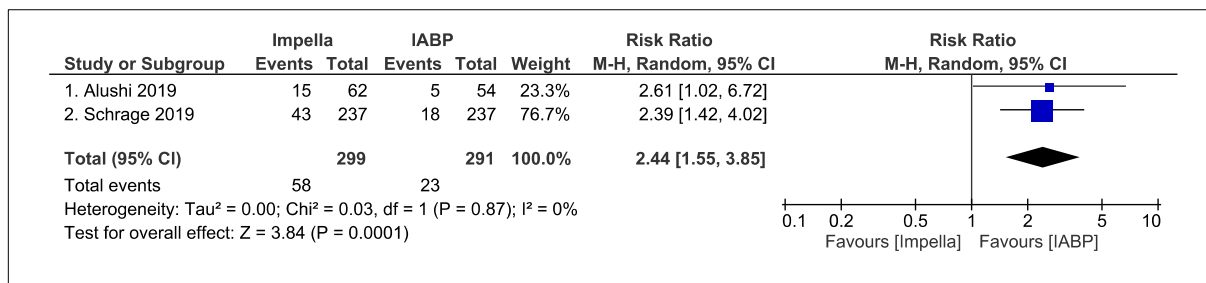 Impella IABP Risk Ratio Risk Ratio
Study or Subgroup Events Total Events Total Weight M-H, Random, 95% CI M-H, Random, 95% CI
1. Alushi 2019 15 62 5 54 23.3% 2.61 [1.02, 6.72]
2. Schrage 2019 43 237 18 237 76.7% 2.39 [1.42, 4.02]
Total (95% CI) 299 291 100.0% 2.44 [1.55, 3.85]
Total events 58 23
Heterogeneity: Tau² = 0.00; Chi² = 0.03, df = 1 (P = 0.87); I² = 0%
Test for overall effect: Z = 3.84 (P = 0.0001)
0.1 0.2 0.5 1 2 5 10
Favours [Impella] Favours [IABP]